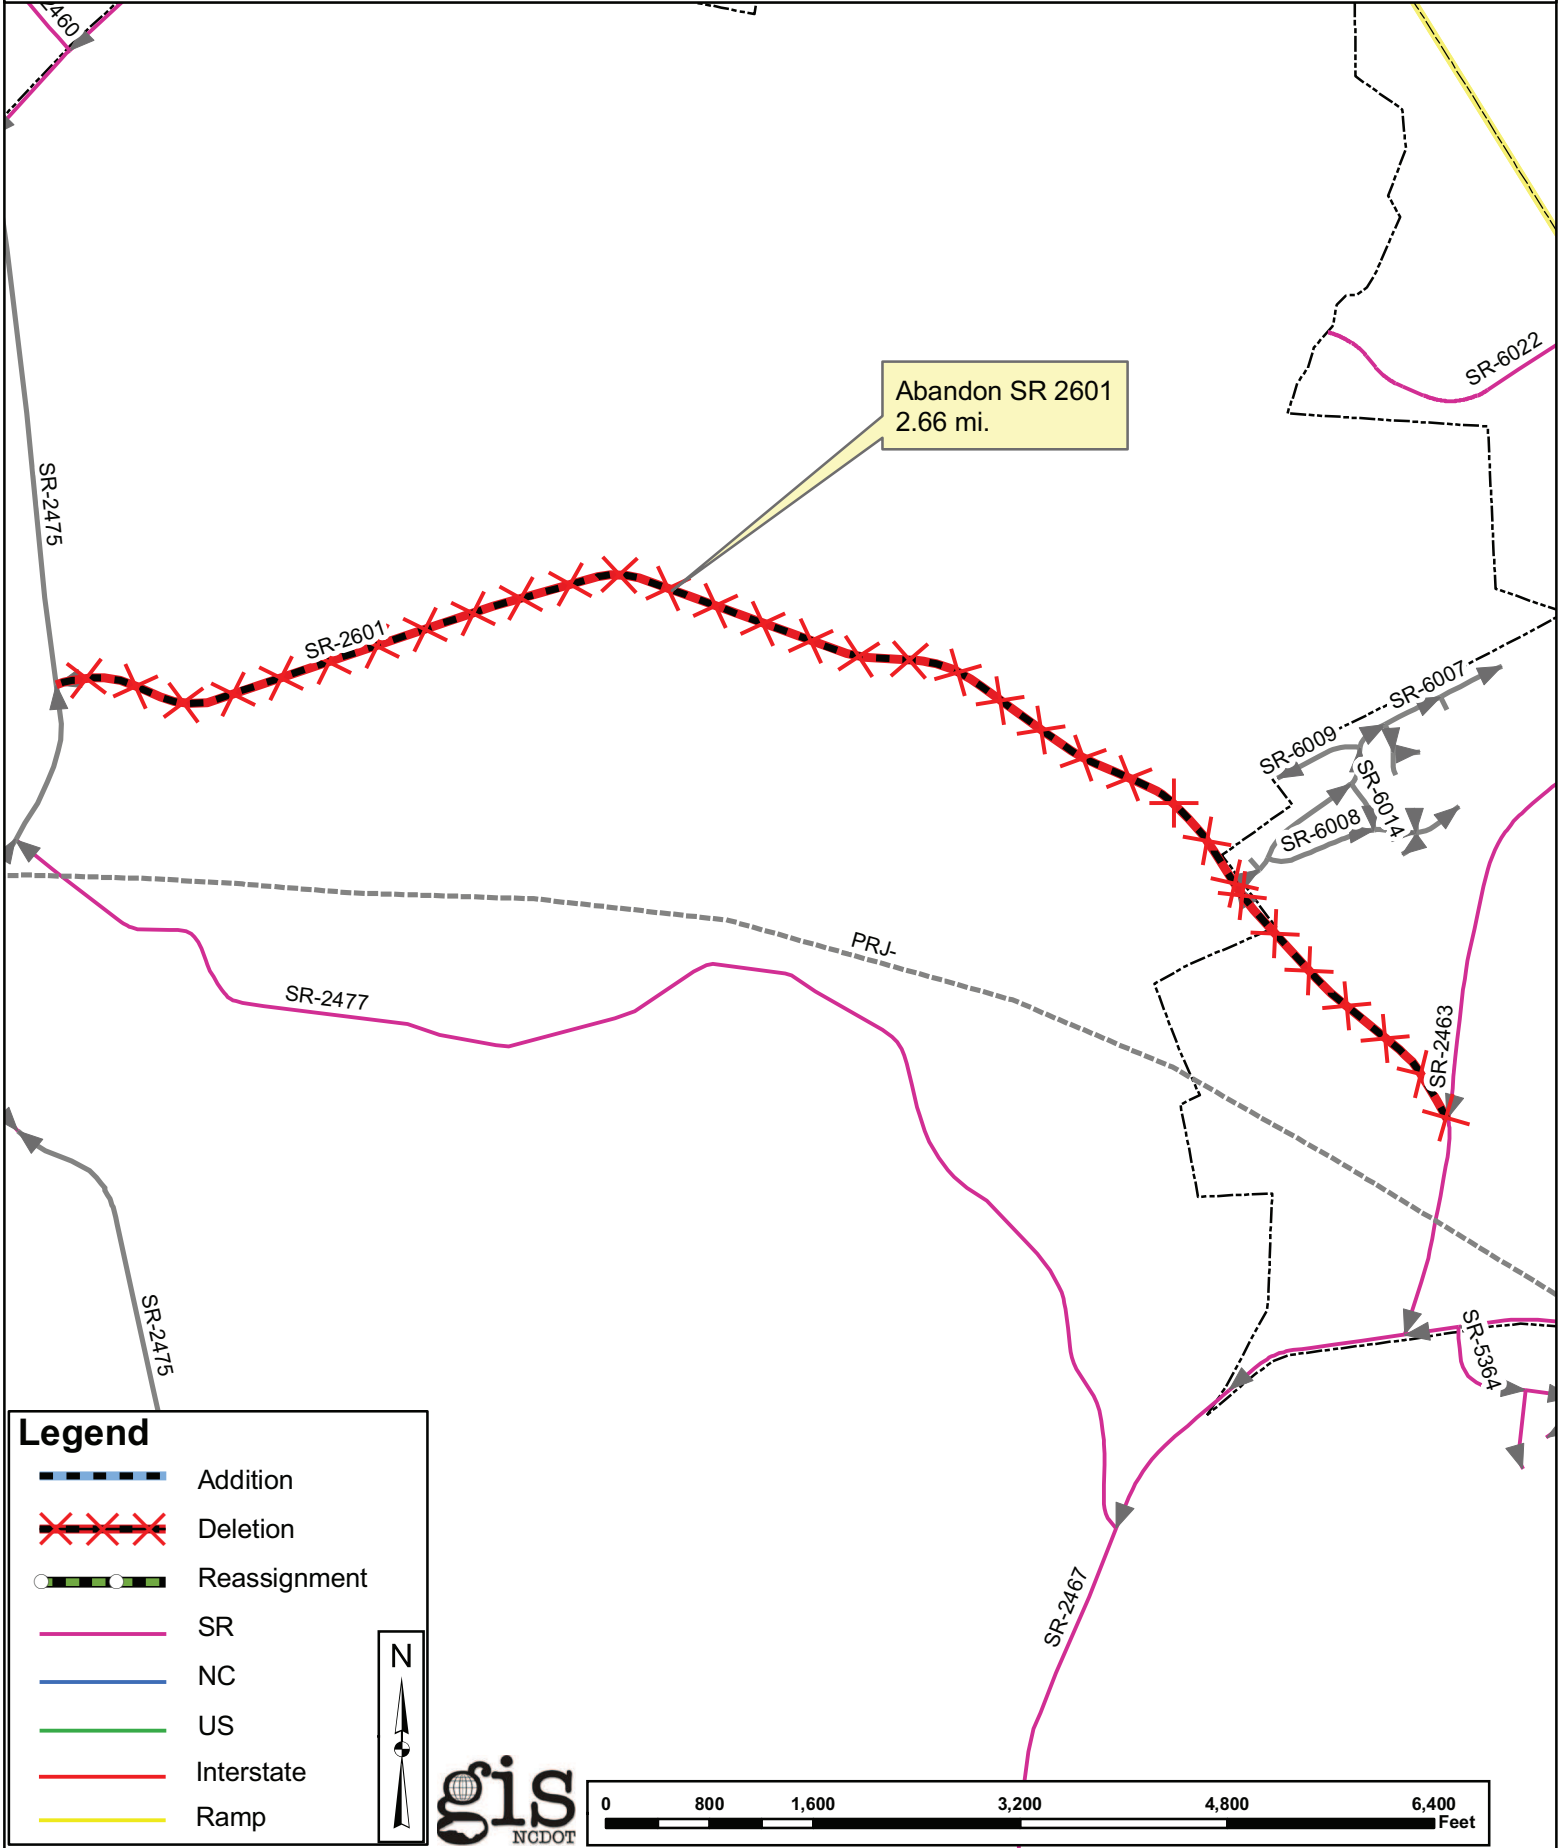 2460
SR-6022
Abandon SR 2601
2.66 mi.
SR-2475
SR-2601
SR-6007
SR-6009
SR-6014
SR-6008
PRJ-
SR-2477
SR-2463
SR-2475
SR-5364
SR-2467
Legend
Addition
Deletion
Reassignment
SR
NC
US
Interstate
Ramp
N
gis
NCDOT
0 800 1,600 3,200 4,800 6,400
Feet